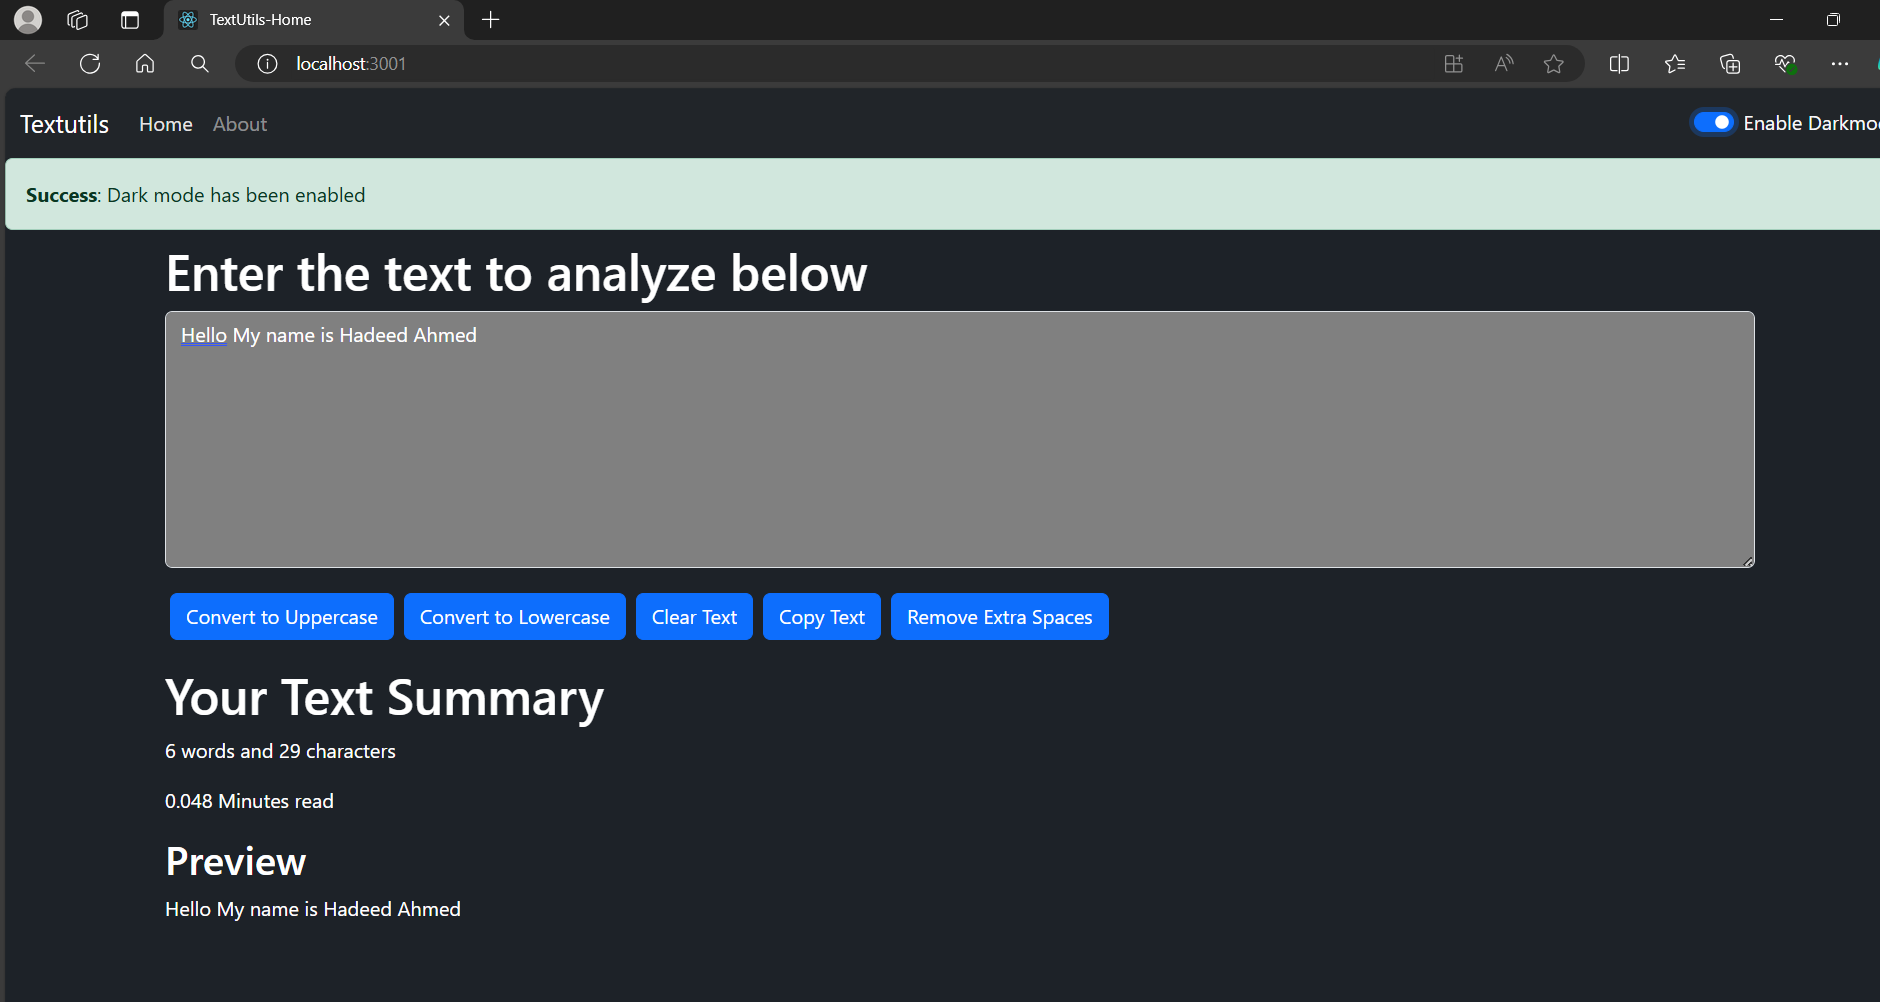 TextUtils-Home
localhost:3001
Textutils Home About Enable Darkmo
Success: Dark mode has been enabled
Enter the text to analyze below
Hello My name is Hadeed Ahmed
Convert to Uppercase Convert to Lowercase Clear Text Copy Text Remove Extra Spaces
Your Text Summary
6 words and 29 characters
0.048 Minutes read
Preview
Hello My name is Hadeed Ahmed